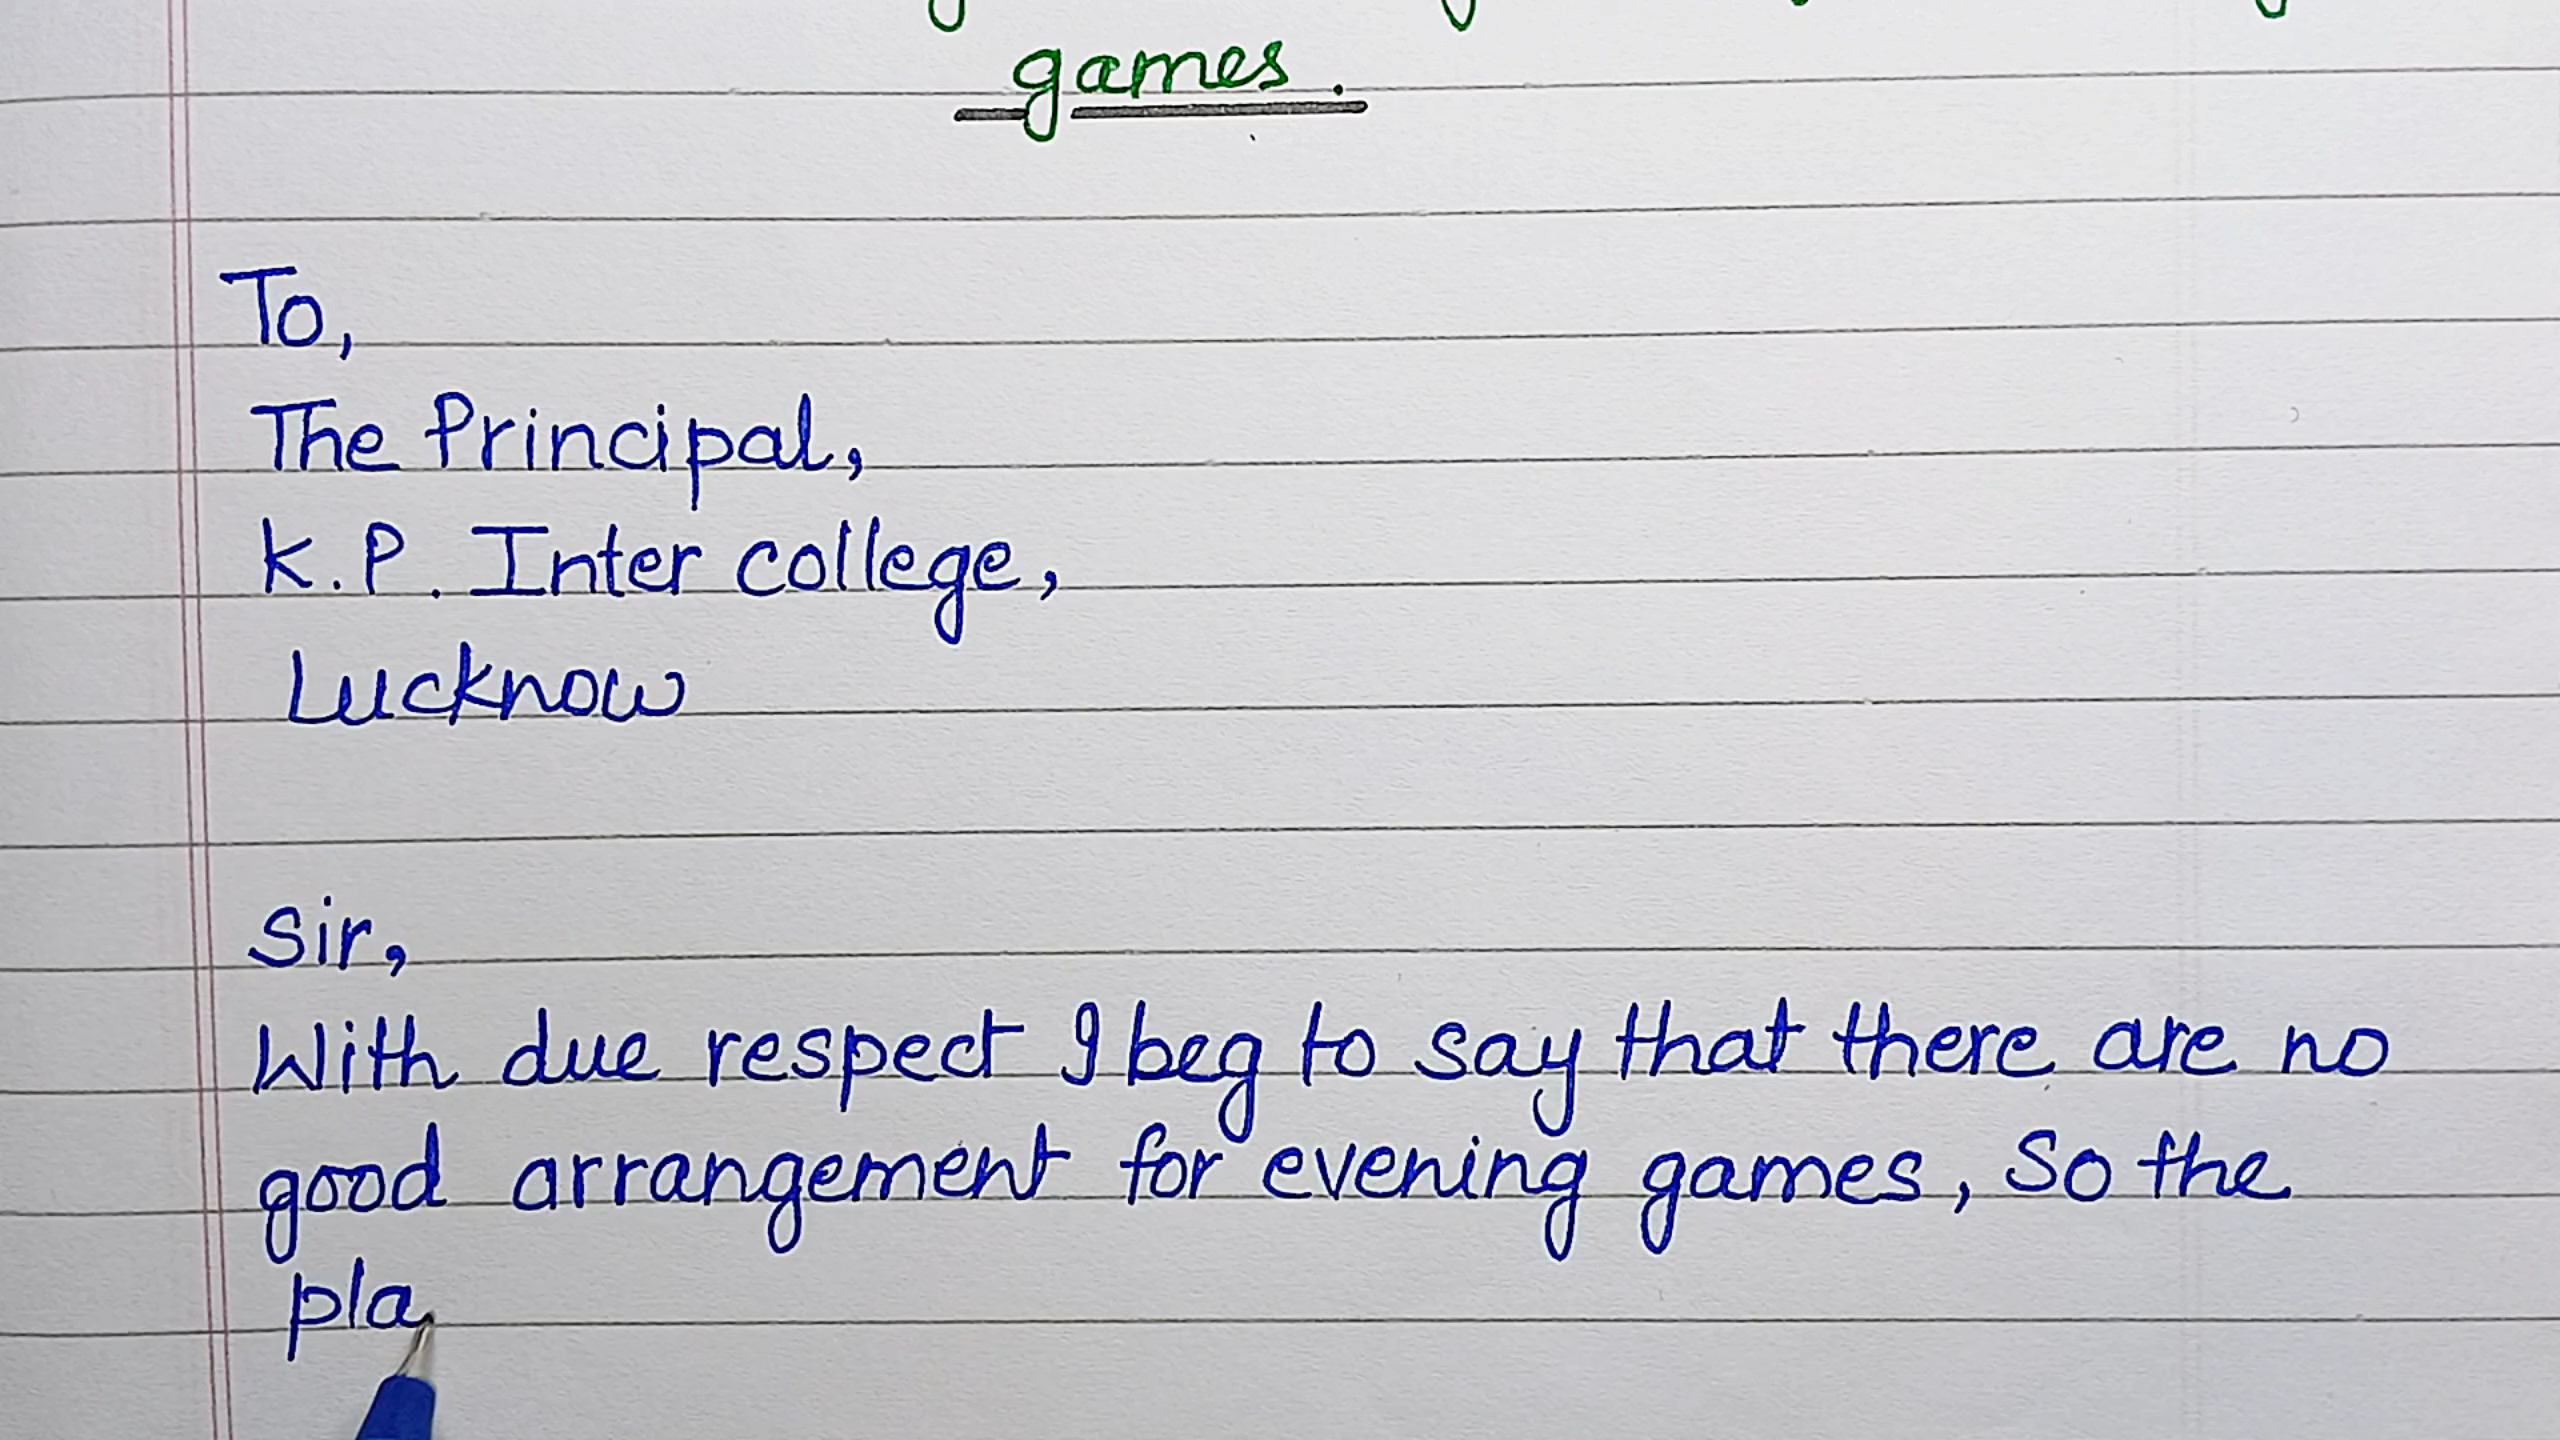 games.
To,
The Principal,
K.P. Inter college,
Lucknow
Sir,
With due respect I beg to say that there are no
good arrangement for evening games, So the
pla